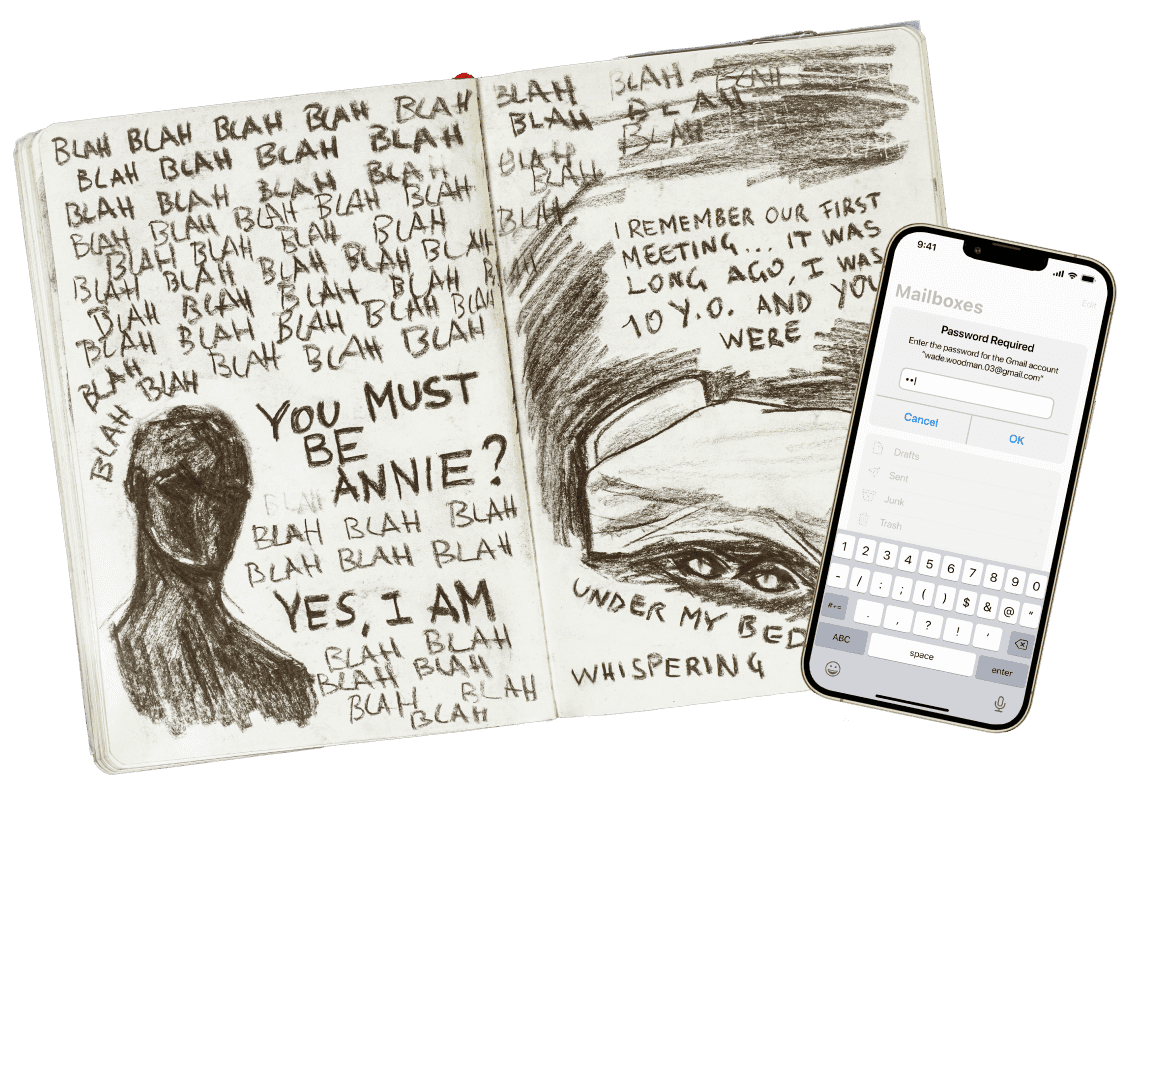 BLAH BLAH BLAH BLAH BLAH
BLAH BLAH BLAH BLAH
BLAH BLAH BLAH BLAH
BLAH BLAH BLAH BLAH BLAH
BLAH BLAH BLAH BLAH
BLAH BLAH BLAH BLAH BLAH
BLAH BLAH BLAH BLAH
BLAH BLAH BLAH BLAH BLAH
BLAH BLAH BLAH
BLAH BLAH
BLAH
YOU MUST
BE
ANNIE?
BLAH
BLAH BLAH BLAH
BLAH BLAH BLAH
YES, I AM
BLAH BLAH
BLAH BLAH
BLAH BLAH
BLAH
BLAH BLAH BLAH
BLAH BLAH
BLAH
BLAH
BLAH
BLAH
I REMEMBER OUR FIRST
MEETING... IT WAS
LONG AGO, I WAS
10 Y.O. AND YOU
WERE
UNDER MY BED
WHISPERING
9:41
Edit
Mailboxes
Password Required
Enter the password for the Gmail account
"wade.woodman.03@gmail.com"
••
Cancel OK
Drafts
Sent
Junk
Trash
1 2 3 4 5 6 7 8 9 0
- / : ; ( ) $ & @ "
#+= . , ? ! '
ABC space enter